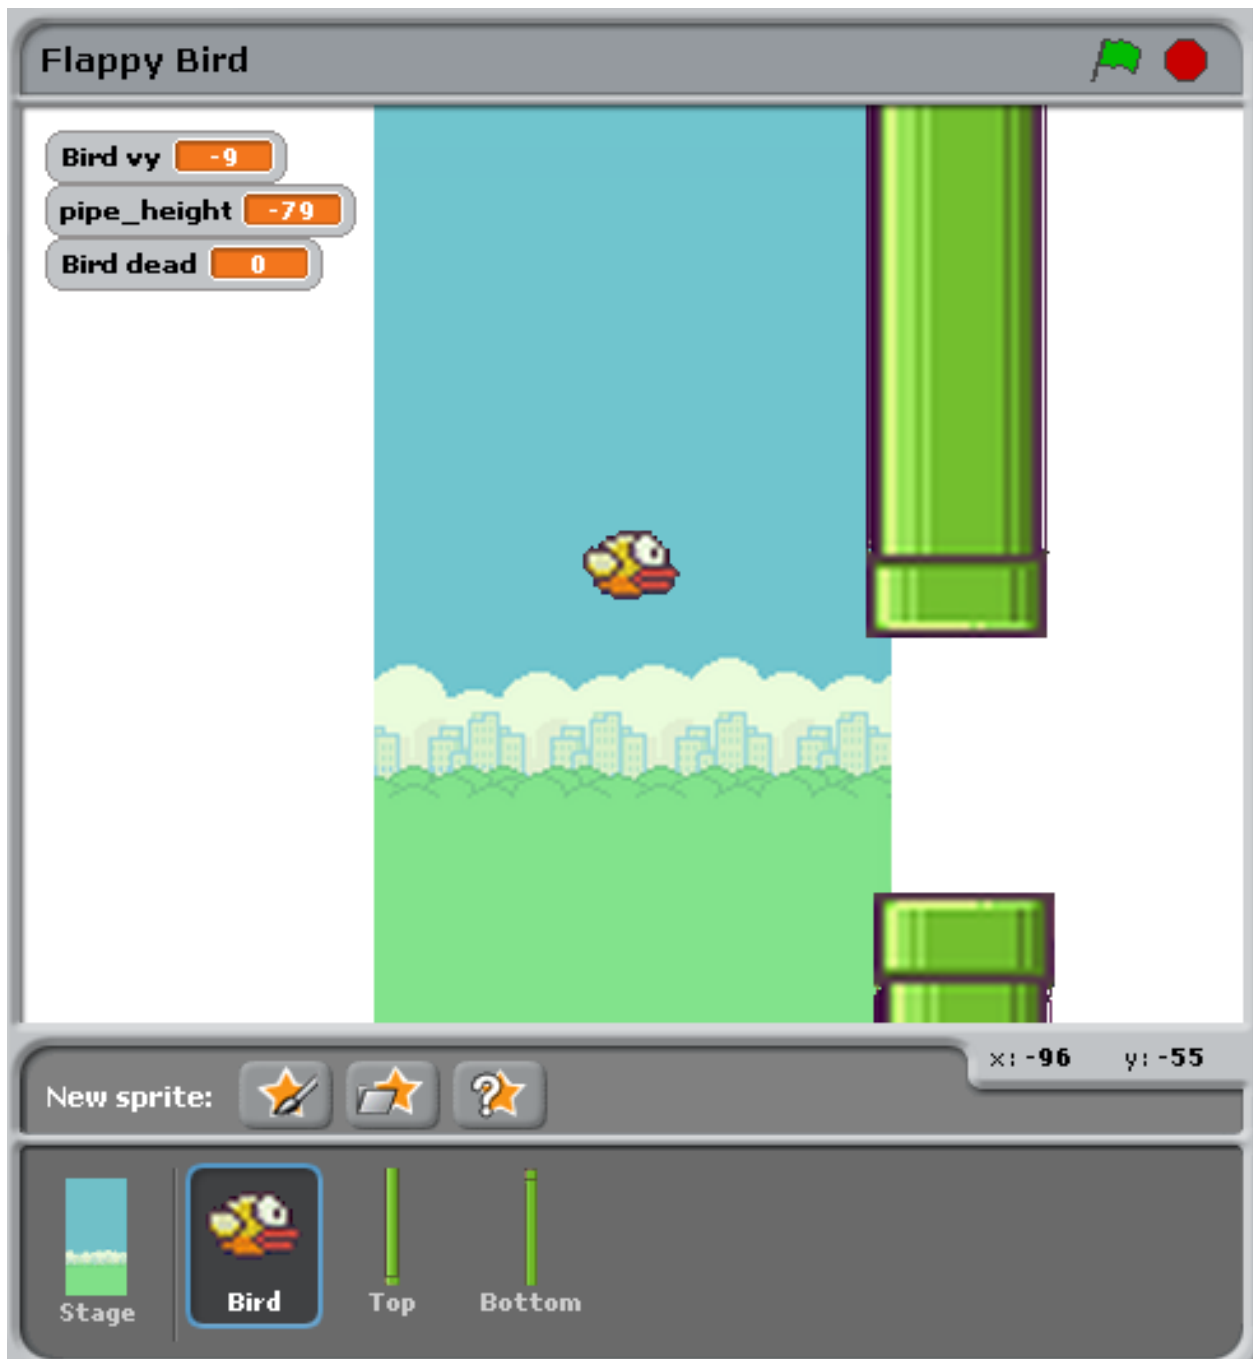 Flappy Bird
Bird vy -9
pipe_height -79
Bird dead 0
x: -96 y: -55
New sprite:
Stage Bird Top Bottom